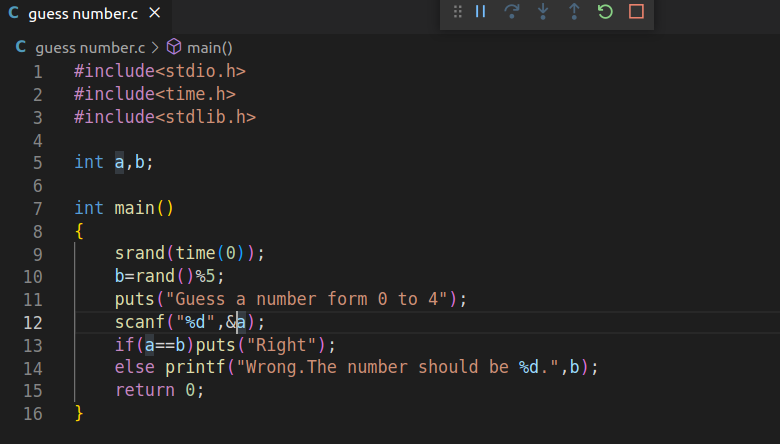 C guess number.c ×
C guess number.c > main()
1 #include<stdio.h>
2 #include<time.h>
3 #include<stdlib.h>
4
5 int a,b;
6
7 int main()
8 {
9 srand(time(0));
10 b=rand()%5;
11 puts("Guess a number form 0 to 4");
12 scanf("%d",&a);
13 if(a==b)puts("Right");
14 else printf("Wrong.The number should be %d.",b);
15 return 0;
16 }